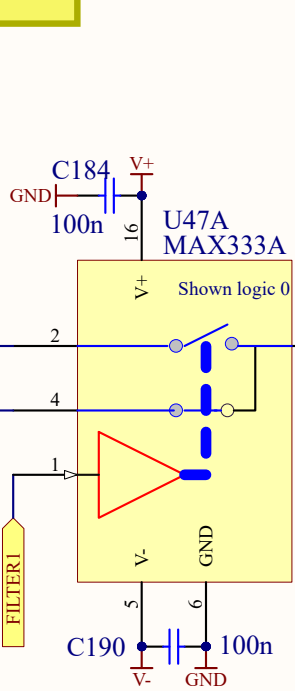 C184
V+
GND
100n
16
U47A
MAX333A
V+
Shown logic 0
2
4
1
FILTER1
V-
GND
5
6
C190
100n
V-
GND